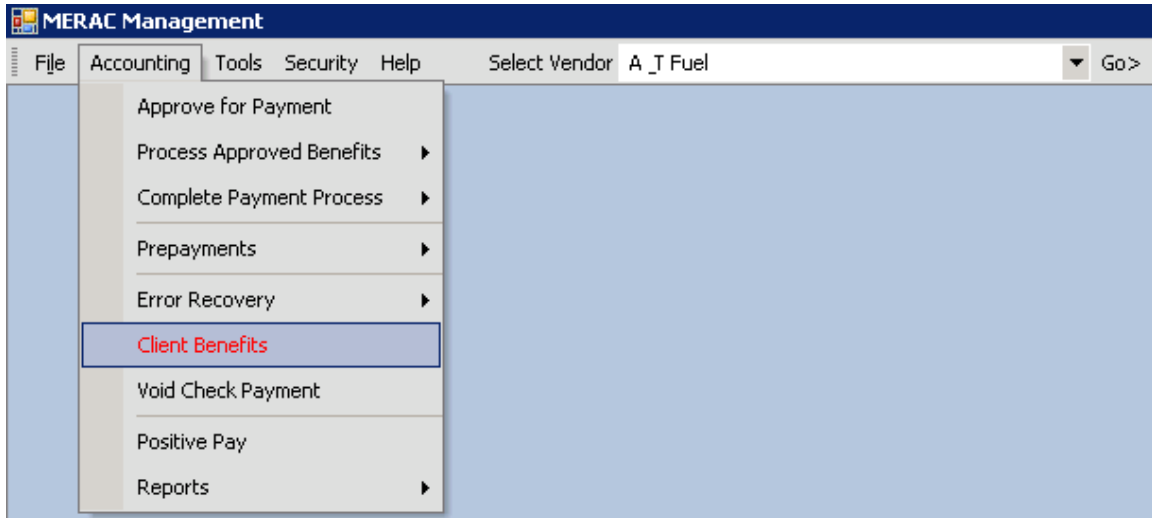 MERAC Management
File Accounting Tools Security Help Select Vendor A _T Fuel Go>
Approve for Payment
Process Approved Benefits
Complete Payment Process
Prepayments
Error Recovery
Client Benefits
Void Check Payment
Positive Pay
Reports